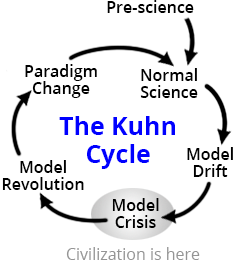 Pre-science
Paradigm
Change
Normal
Science
The Kuhn
Cycle
Model
Revolution
Model
Drift
Model
Crisis
Civilization is here